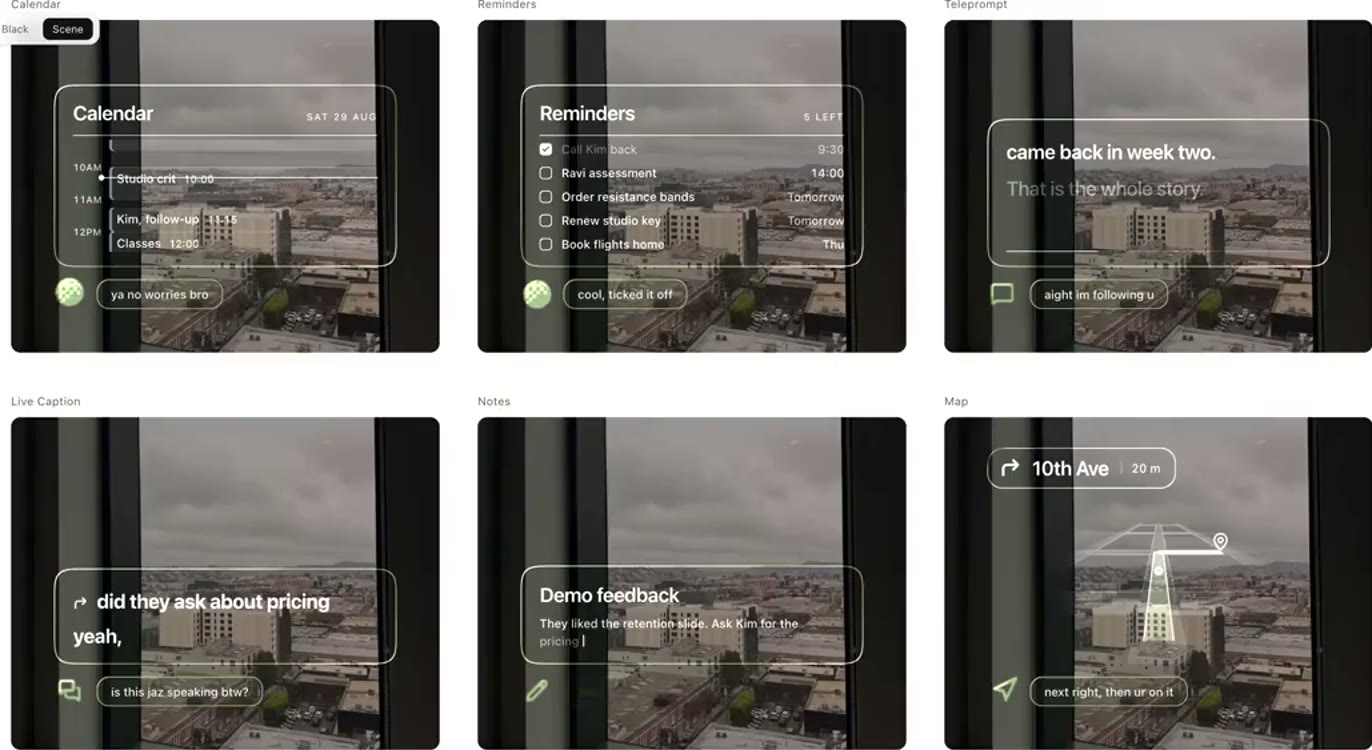 Calendar
Reminders
Teleprompt
Black
Scene
Calendar
SAT 29 AUG
10AM
Studio crit 10:00
11AM
Kim, follow-up 11:15
12PM
Classes 12:00
ya no worries bro
Reminders
5 LEFT
Call Kim back 9:30
Ravi assessment 14:00
Order resistance bands Tomorrow
Renew studio key Tomorrow
Book flights home Thu
cool, ticked it off
came back in week two.
That is the whole story.
aight im following u
Live Caption
Notes
Map
did they ask about pricing
yeah,
is this jaz speaking btw?
Demo feedback
They liked the retention slide. Ask Kim for the
pricing
10th Ave 20 m
next right, then ur on it